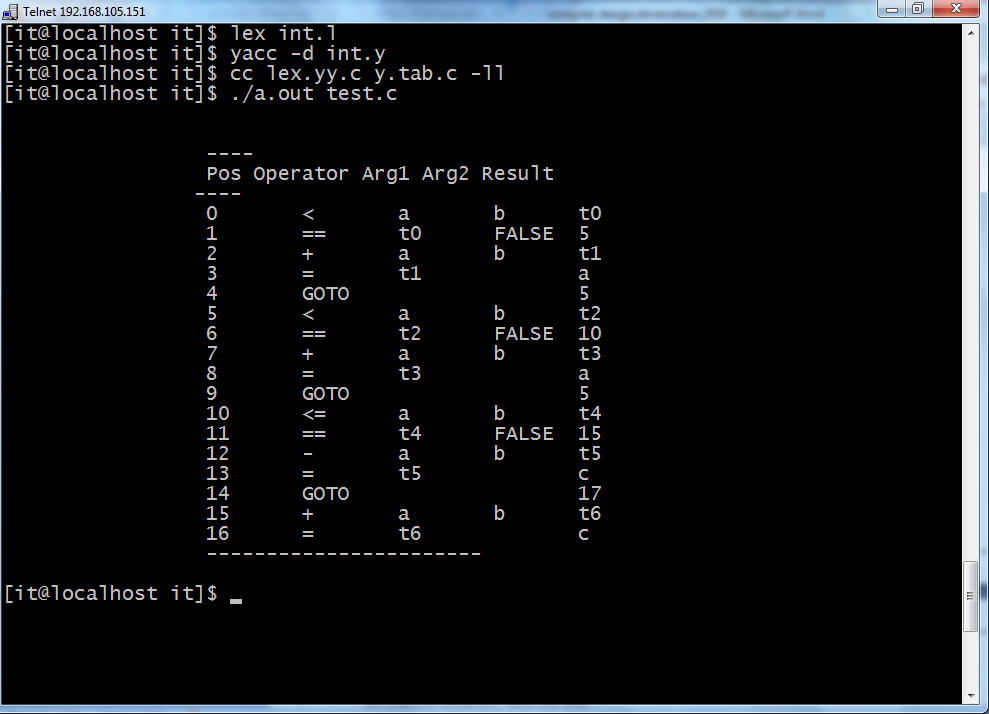 Telnet 192.168.105.151
[it@localhost it]$ lex int.l
[it@localhost it]$ yacc -d int.y
[it@localhost it]$ cc lex.yy.c y.tab.c -ll
[it@localhost it]$ ./a.out test.c
----
Pos Operator Arg1 Arg2 Result
----
0 < a b t0
1 == t0 FALSE 5
2 + a b t1
3 = t1 a
4 GOTO 5
5 < a b t2
6 == t2 FALSE 10
7 + a b t3
8 = t3 a
9 GOTO 5
10 <= a b t4
11 == t4 FALSE 15
12 - a b t5
13 = t5 c
14 GOTO 17
15 + a b t6
16 = t6 c
-----------------------
[it@localhost it]$ _